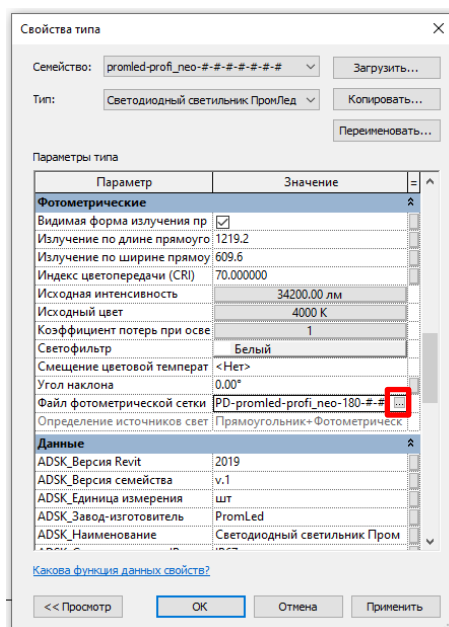 Свойства типа
Семейство: promled-profi_neo-#-#-#-#-#-#-# Загрузить...
Тип: Светодиодный светильник ПромЛед Копировать...
Переименовать...
Параметры типа
Параметр Значение =
Фотометрические
Видимая форма излучения пр
Излучение по длине прямоуго 1219.2
Излучение по ширине прямоу 609.6
Индекс цветопередачи (CRI) 70.000000
Исходная интенсивность 34200.00 лм
Исходный цвет 4000 K
Коэффициент потерь при осве 1
Светофильтр Белый
Смещение цветовой температ <Нет>
Угол наклона 0.00°
Файл фотометрической сетки PD-promled-profi_neo-180-#-# ...
Определение источников свет Прямоугольник+Фотометрическ
Данные
ADSK_Версия Revit 2019
ADSK_Версия семейства v.1
ADSK_Единица измерения шт
ADSK_Завод-изготовитель PromLed
ADSK_Наименование Светодиодный светильник Пром
Какова функция данных свойств?
<< Просмотр OK Отмена Применить